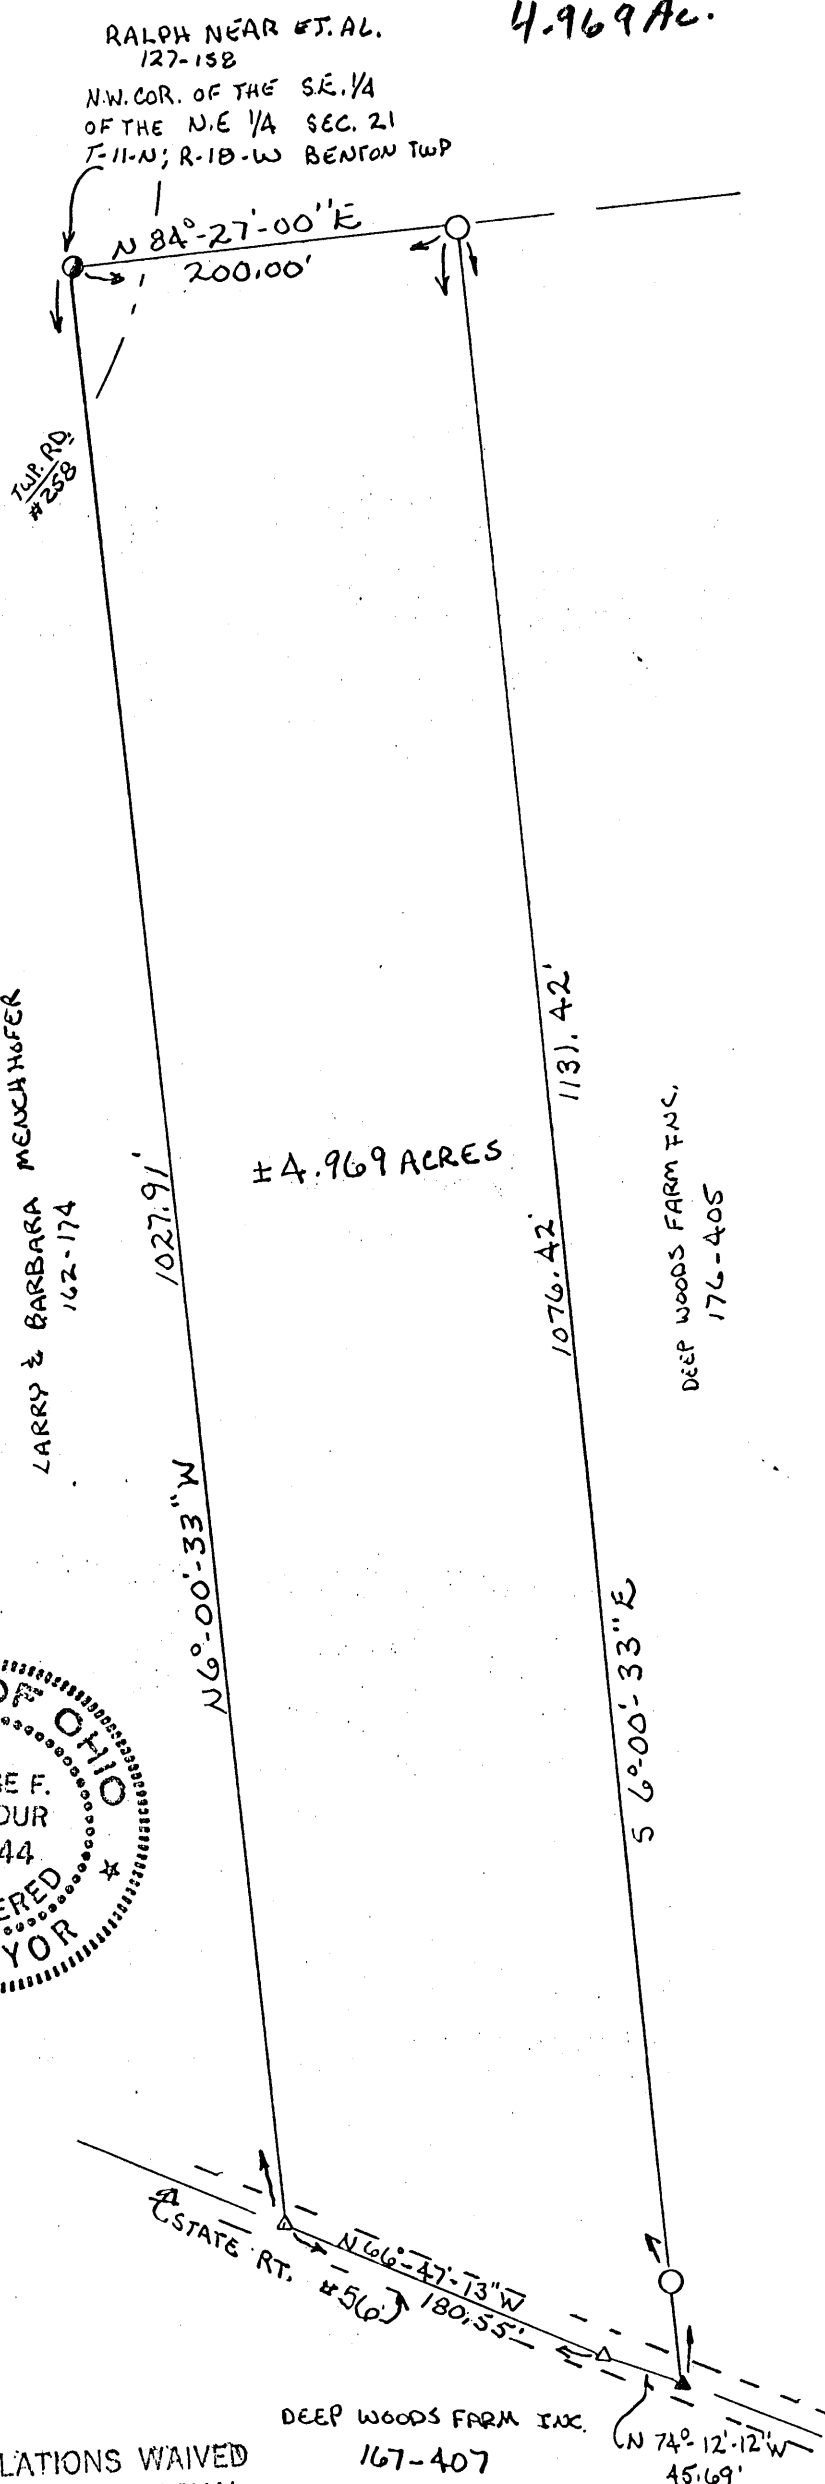 4.969 Ac.
RALPH NEAR ET. AL.
127-158
N.W. COR. OF THE S.E. 1/4
OF THE N.E 1/4 SEC. 21
T-11-N; R-18-W BENTON TWP
N 84°-27'-00" E
200.00'
TWP. RD.
#258
LARRY & BARBARA MENCHHOFER
162-174
1027.91'
N6°-00'-33" W
±4.969 ACRES
1131.42'
1076.42'
S 6°-00'-33" E
DEEP WOODS FARM INC.
176-405
OF OHIO
SE F.
OUR
44
ERED
YOR
STATE RT. #56
N 66°-47'-13" W
180.55'
DEEP WOODS FARM INC.
167-407
N 74°-12'-12" W
45.69'
LATIONS WAIVED